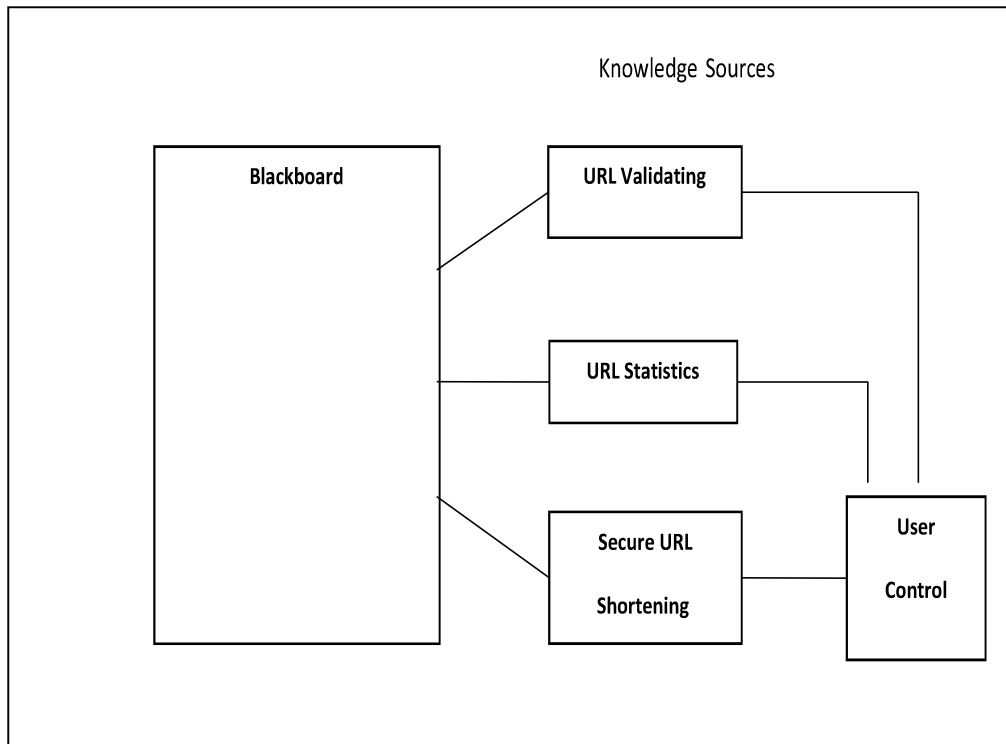 Knowledge Sources
Blackboard
URL Validating
URL Statistics
Secure URL
Shortening
User
Control